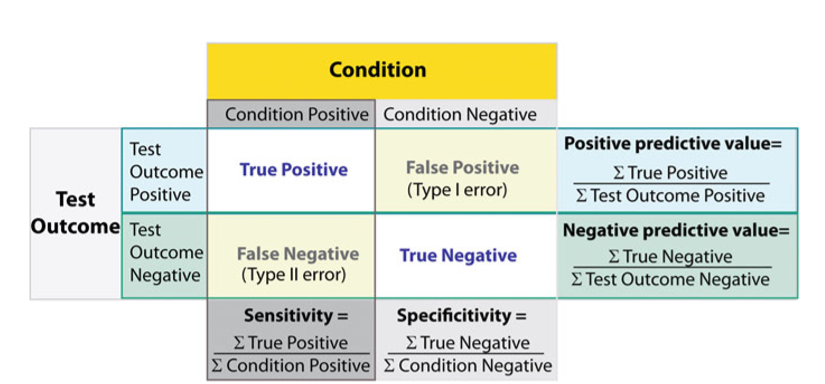 Condition
Condition Positive
Condition Negative
Test
Outcome
Test
Outcome
Positive
True Positive
False Positive
(Type I error)
Positive predictive value=
Σ True Positive
Σ Test Outcome Positive
Test
Outcome
Negative
False Negative
(Type II error)
True Negative
Negative predictive value=
Σ True Negative
Σ Test Outcome Negative
Sensitivity =
Σ True Positive
Σ Condition Positive
Specificitivity =
Σ True Negative
Σ Condition Negative